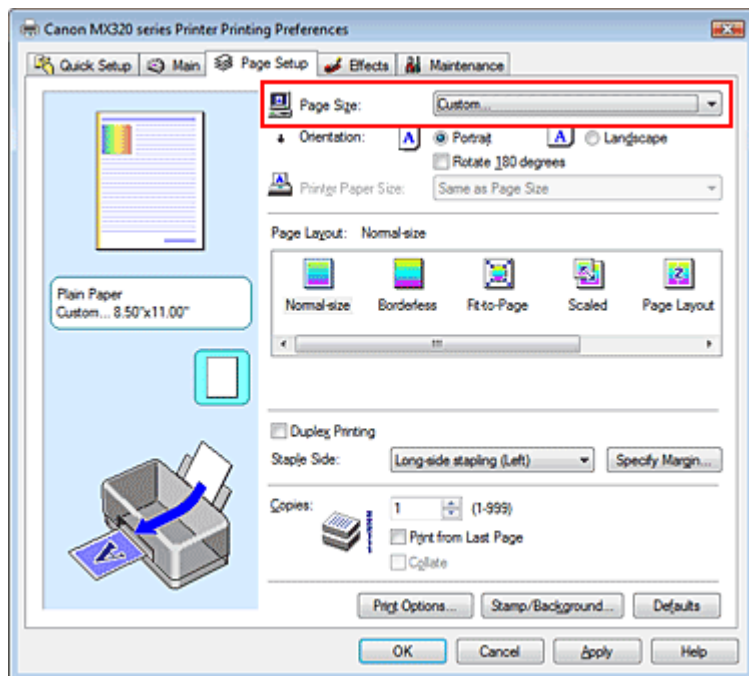 Canon MX320 series Printer Printing Preferences
Quick Setup Main Page Setup Effects Maintenance
Page Size: Custom...
Orientation: A Portrait A Landscape
Rotate 180 degrees
Printer Paper Size: Same as Page Size
Page Layout: Normal-size
Normal-size Borderless Fit-to-Page Scaled Page Layout
Plain Paper
Custom... 8.50"x11.00"
Duplex Printing
Staple Side: Long-side stapling (Left) Specify Margin...
Copies: 1 (1-999)
Print from Last Page
Collate
Print Options... Stamp/Background... Defaults
OK Cancel Apply Help